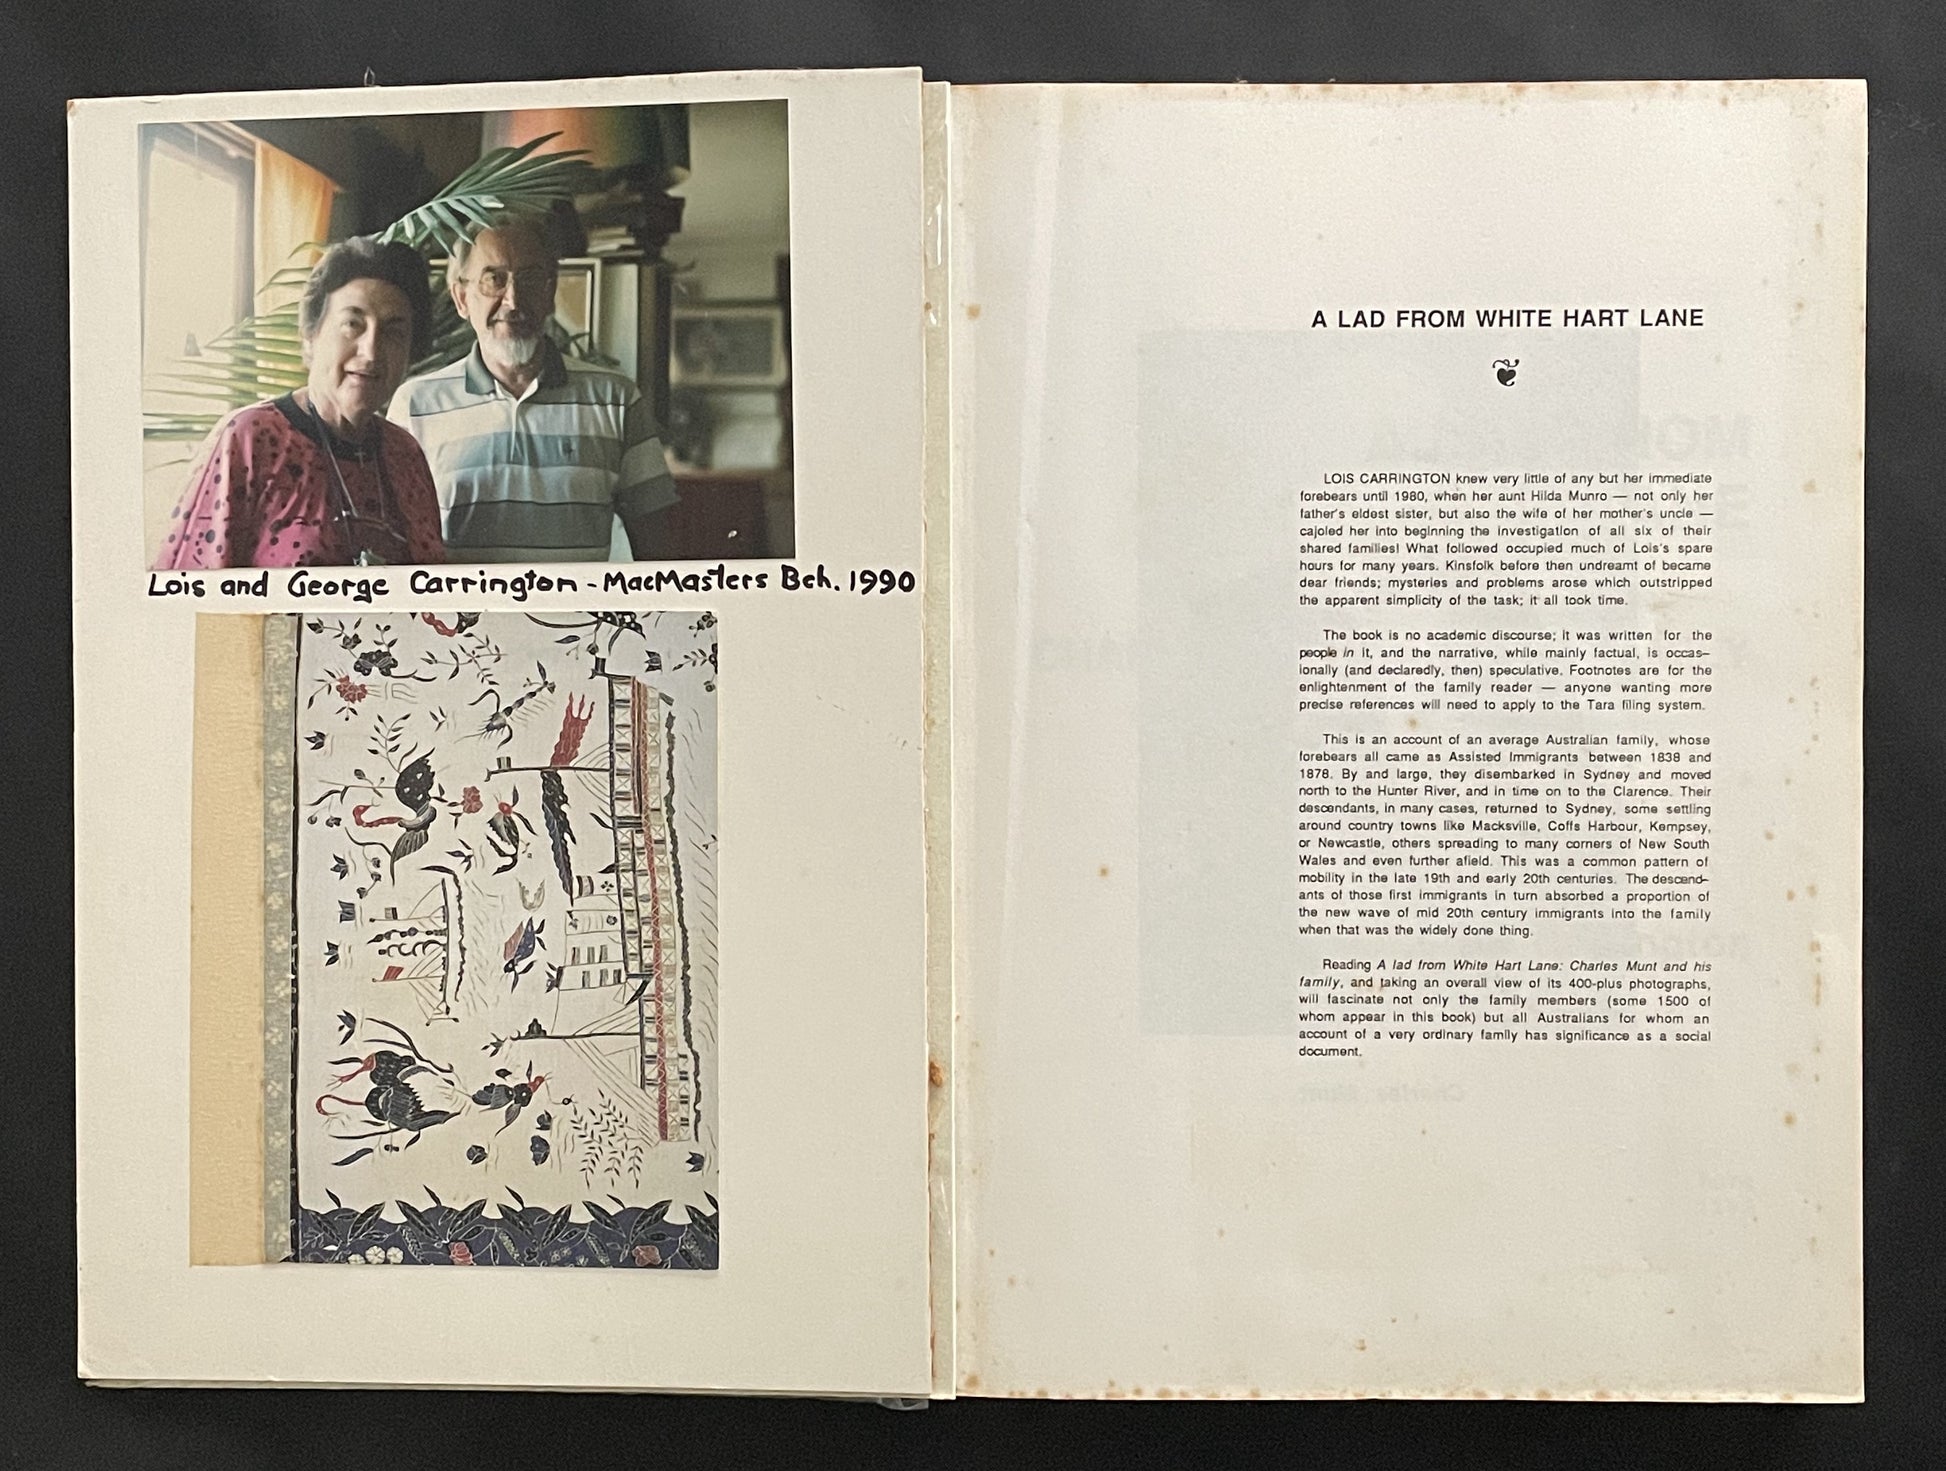 Lois and George Carrington - MacMasters Bch. 1990
A LAD FROM WHITE HART LANE
LOIS CARRINGTON knew very little of any but her immediate
forebears until 1980, when her aunt Hilda Munro — not only her
father's eldest sister, but also the wife of her mother's uncle —
cajoled her into beginning the investigation of all six of their
shared families! What followed occupied much of Lois's spare
hours for many years. Kinsfolk before then undreamt of became
dear friends; mysteries and problems arose which outstripped
the apparent simplicity of the task; it all took time.
The book is no academic discourse; it was written for the
people in it, and the narrative, while mainly factual, is occas-
ionally (and declaredly, then) speculative. Footnotes are for the
enlightenment of the family reader — anyone wanting more
precise references will need to apply to the Tara filing system.
This is an account of an average Australian family, whose
forebears all came as Assisted Immigrants between 1838 and
1878. By and large, they disembarked in Sydney and moved
north to the Hunter River, and in time on to the Clarence. Their
descendants, in many cases, returned to Sydney, some settling
around country towns like Macksville, Coffs Harbour, Kempsey,
or Newcastle, others spreading to many corners of New South
Wales and even further afield. This was a common pattern of
mobility in the late 19th and early 20th centuries. The descend-
ants of those first immigrants in turn absorbed a proportion of
the new wave of mid 20th century immigrants into the family
when that was the widely done thing.
Reading A lad from White Hart Lane: Charles Munt and his
family, and taking an overall view of its 400-plus photographs,
will fascinate not only the family members (some 1500 of
whom appear in this book) but all Australians for whom an
account of a very ordinary family has significance as a social
document.